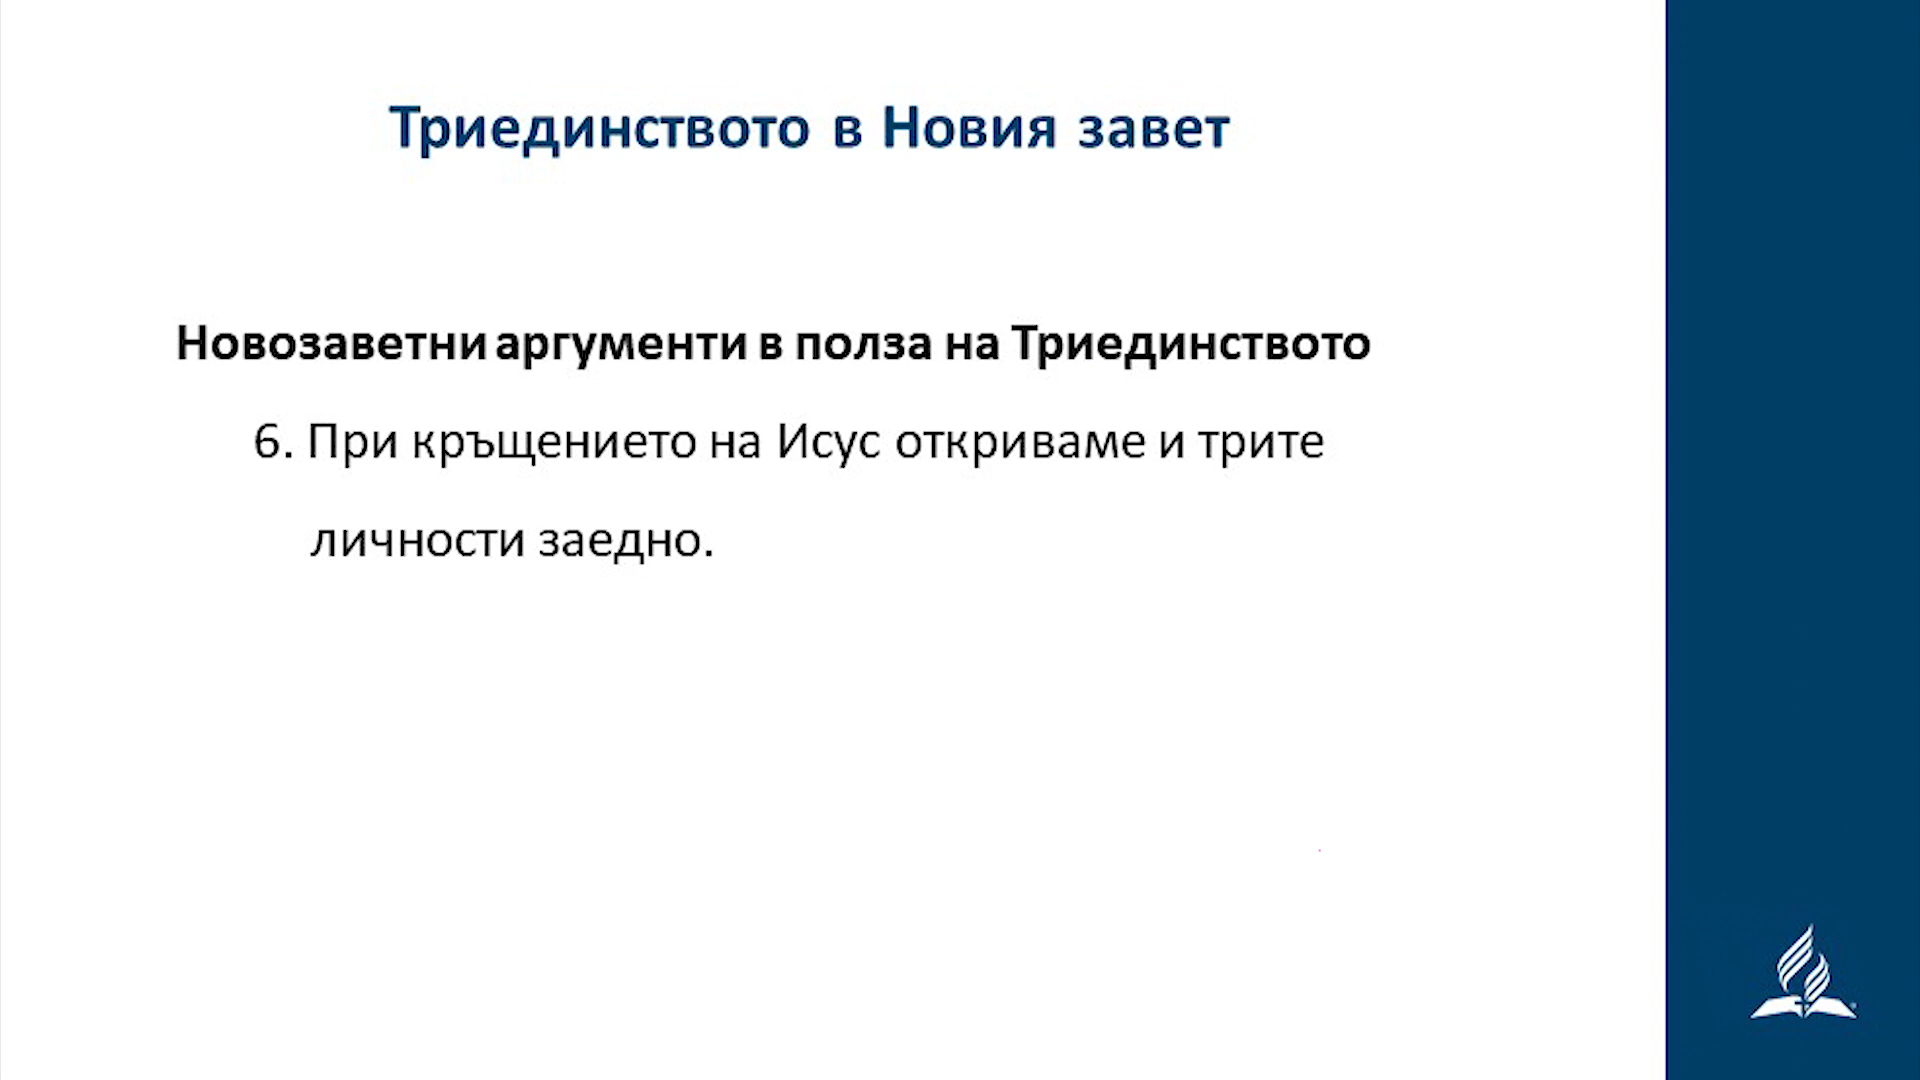 Триединството в Новия завет
Новозаветни аргументи в полза на Триединството
6. При кръщението на Исус откриваме и трите
личности заедно.